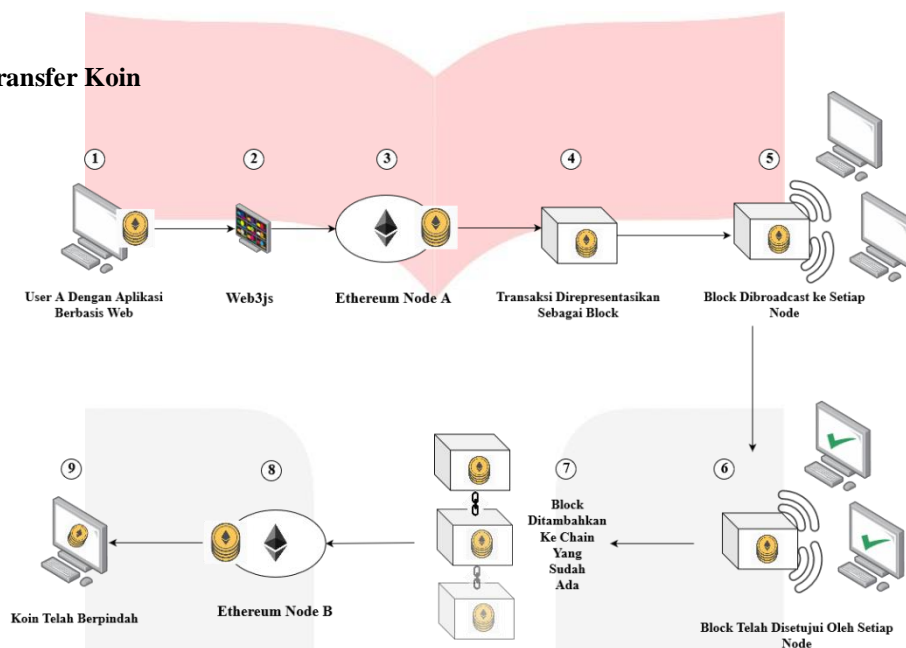 ransfer Koin
1
2
3
4
5
User A Dengan Aplikasi
Berbasis Web
Web3js
Ethereum Node A
Transaksi Direpresentasikan
Sebagai Block
Block Dibroadcast ke Setiap
Node
9
8
7
6
Block
Ditambahkan
Ke Chain
Yang
Sudah
Ada
Koin Telah Berpindah
Ethereum Node B
Block Telah Disetujui Oleh Setiap
Node